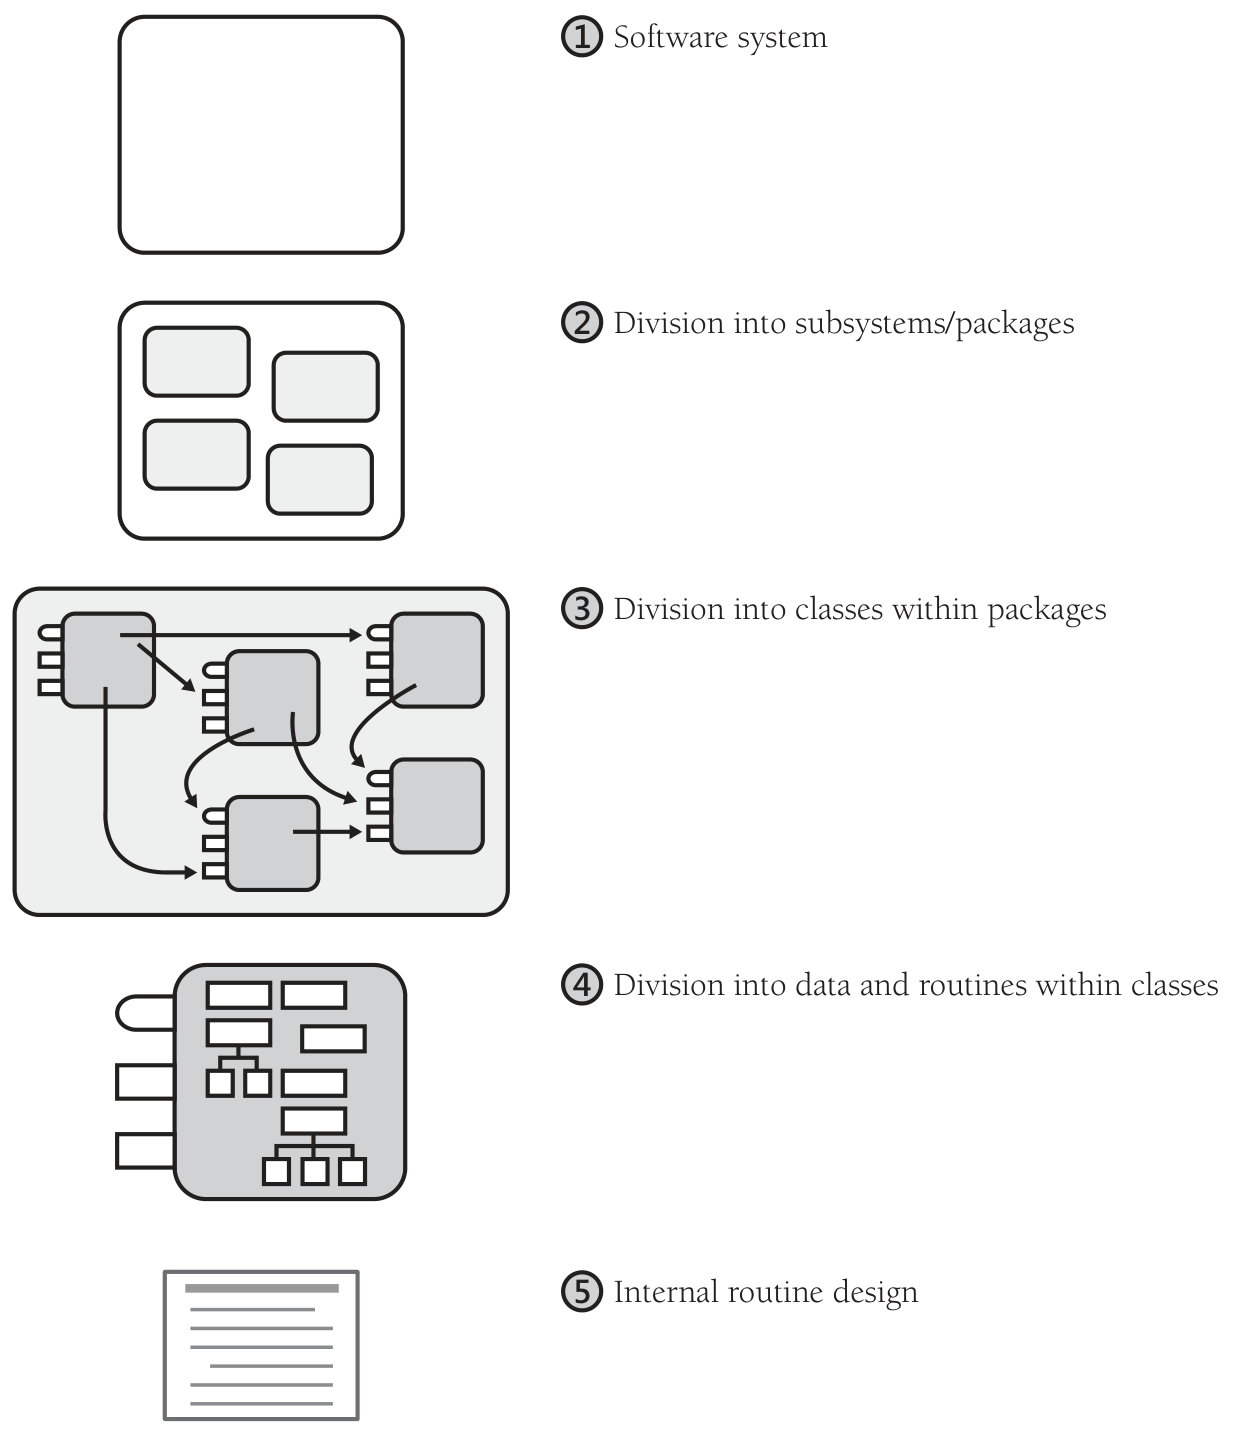 1 Software system
2 Division into subsystems/packages
3 Division into classes within packages
4 Division into data and routines within classes
5 Internal routine design